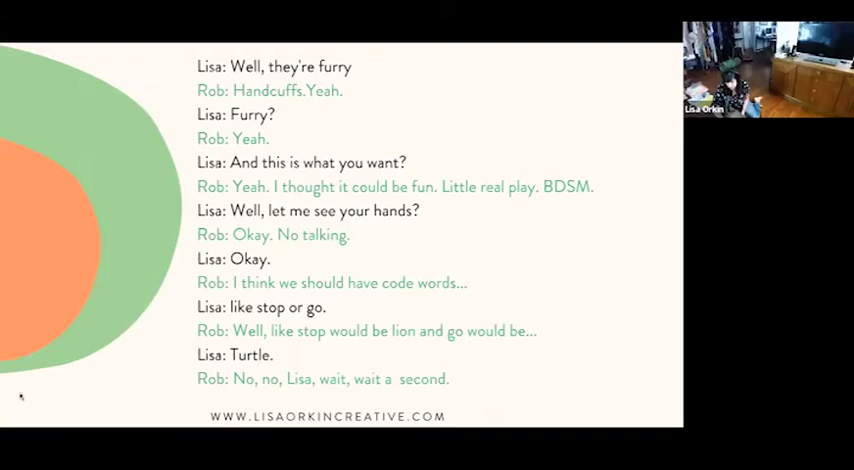 Lisa: Well, they're furry
Rob: Handcuffs.Yeah.
Lisa: Furry?
Rob: Yeah.
Lisa: And this is what you want?
Rob: Yeah. I thought it could be fun. Little real play. BDSM.
Lisa: Well, let me see your hands?
Rob: Okay. No talking.
Lisa: Okay.
Rob: I think we should have code words...
Lisa: like stop or go.
Rob: Well, like stop would be lion and go would be...
Lisa: Turtle.
Rob: No, no, Lisa, wait, wait a second.
WWW.LISAORKINCREATIVE.COM
Lisa Orkin